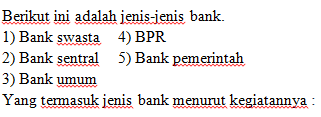 Berikut ini adalah jenis-jenis bank.
1) Bank swasta 4) BPR
2) Bank sentral 5) Bank pemerintah
3) Bank umum
Yang termasuk jenis bank menurut kegiatannya :